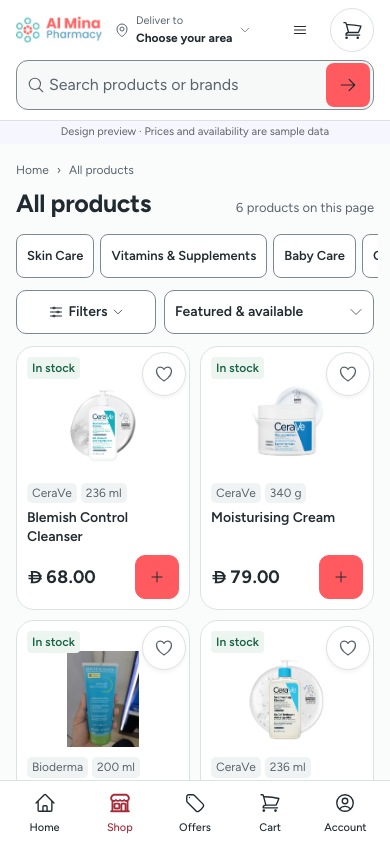 Al Mina
Pharmacy
Deliver to
Choose your area
Search products or brands
Design preview · Prices and availability are sample data
Home › All products
All products
6 products on this page
Skin Care
Vitamins & Supplements
Baby Care
Filters
Featured & available
In stock
CeraVe
236 ml
Blemish Control
Cleanser
68.00
In stock
CeraVe
CeraVe
340 g
Moisturising Cream
79.00
In stock
BIODERMA
Bioderma
200 ml
In stock
CeraVe
CeraVe
236 ml
Home
Shop
Offers
Cart
Account